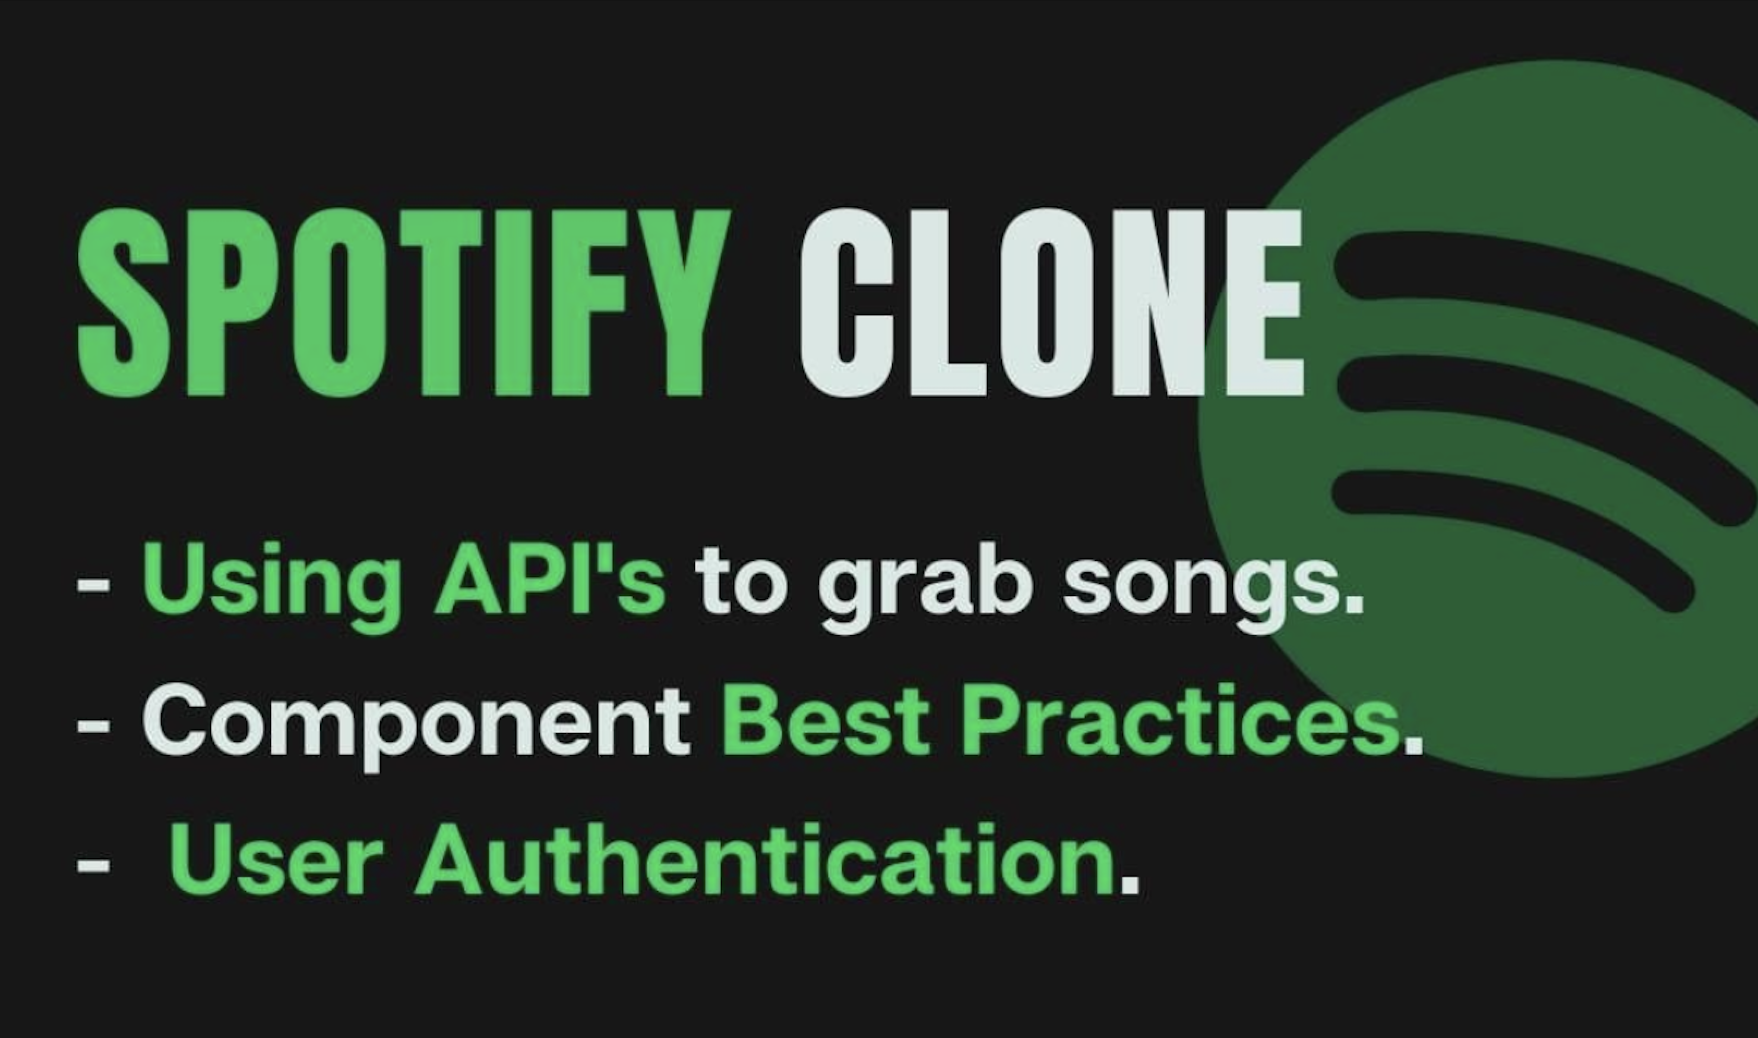 SPOTIFY CLONE
- Using API's to grab songs.
- Component Best Practices.
- User Authentication.